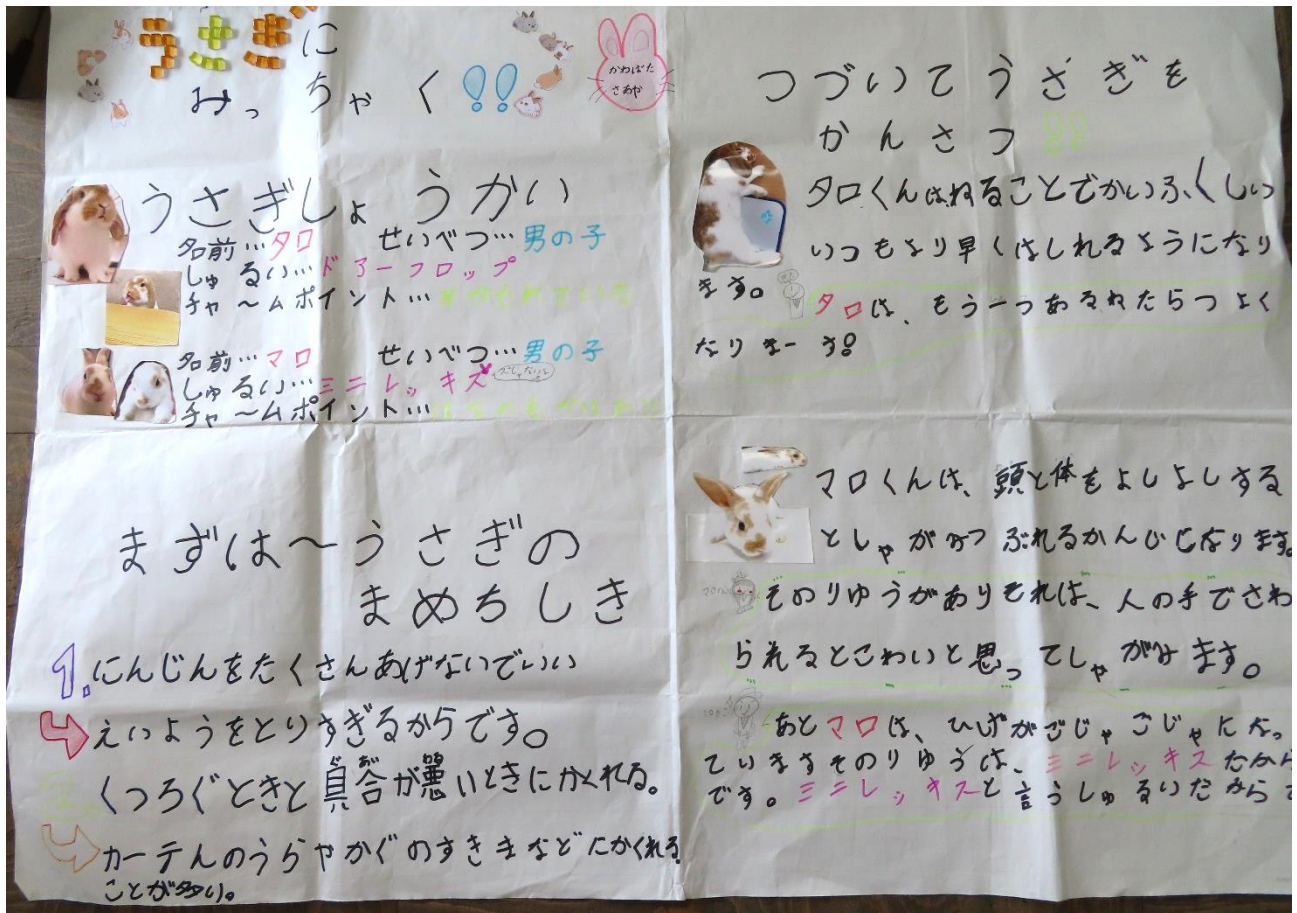 うさぎに
みっちゃく!!
かわばた
さあや
うさぎしょうかい
名前…タロ せいべつ…男の子
しゅるい…ドアーフロップ
チャームポイント…
名前…マロ せいべつ…男の子
しゅるい…ミニレッキス
チャームポイント…
まずは〜うさぎの
まめちしき
1.にんじんをたくさんあげないでいい
えいようをとりすぎるからです。
くつろぐときと具合が悪いときにかくれる。
カーテんのうらやかぐのすきまなどにかくれる
ことが多い。
つづいてうさぎを
かんさつ!!
タロくんはねることでかいふくしいい
いつもより早くはしれるようになり
ます。
タロは、もう一つあるねたらつよく
なりまーす!
マロくんは、頭と体をよしよしする
としゃがみつぶれるかんじになります。
そのりゆうがありそれは、人の手でさわ
られるとこわいと思ってしゃがみます。
あとマロは、ひげがごじゃごじゃになっ
ていますそのりゆうは、ミニレッキスだから
です。ミニレッキスと言うしゅるいだから